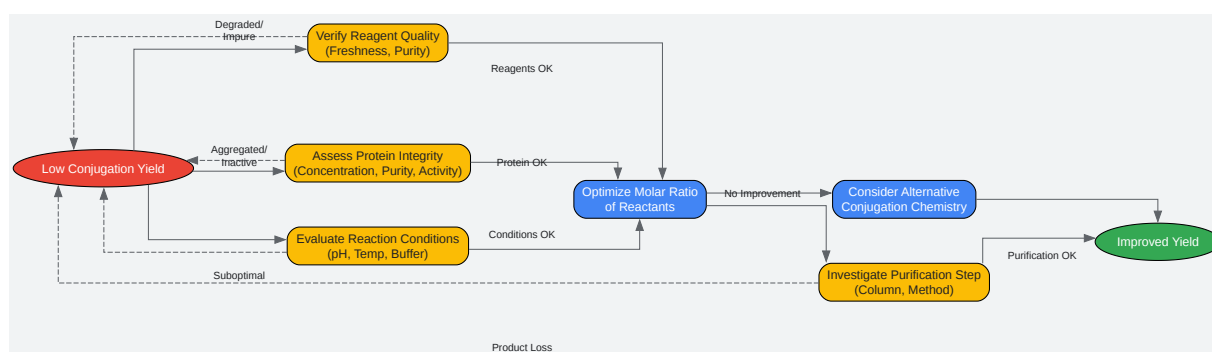 Degraded/
Impure
Verify Reagent Quality
(Freshness, Purity)
Reagents OK
Low Conjugation Yield
Aggregated/
Inactive
Assess Protein Integrity
(Concentration, Purity, Activity)
Protein OK
Optimize Molar Ratio
of Reactants
No Improvement
Consider Alternative
Conjugation Chemistry
Evaluate Reaction Conditions
(pH, Temp, Buffer)
Conditions OK
Suboptimal
Investigate Purification Step
(Column, Method)
Purification OK
Improved Yield
Product Loss